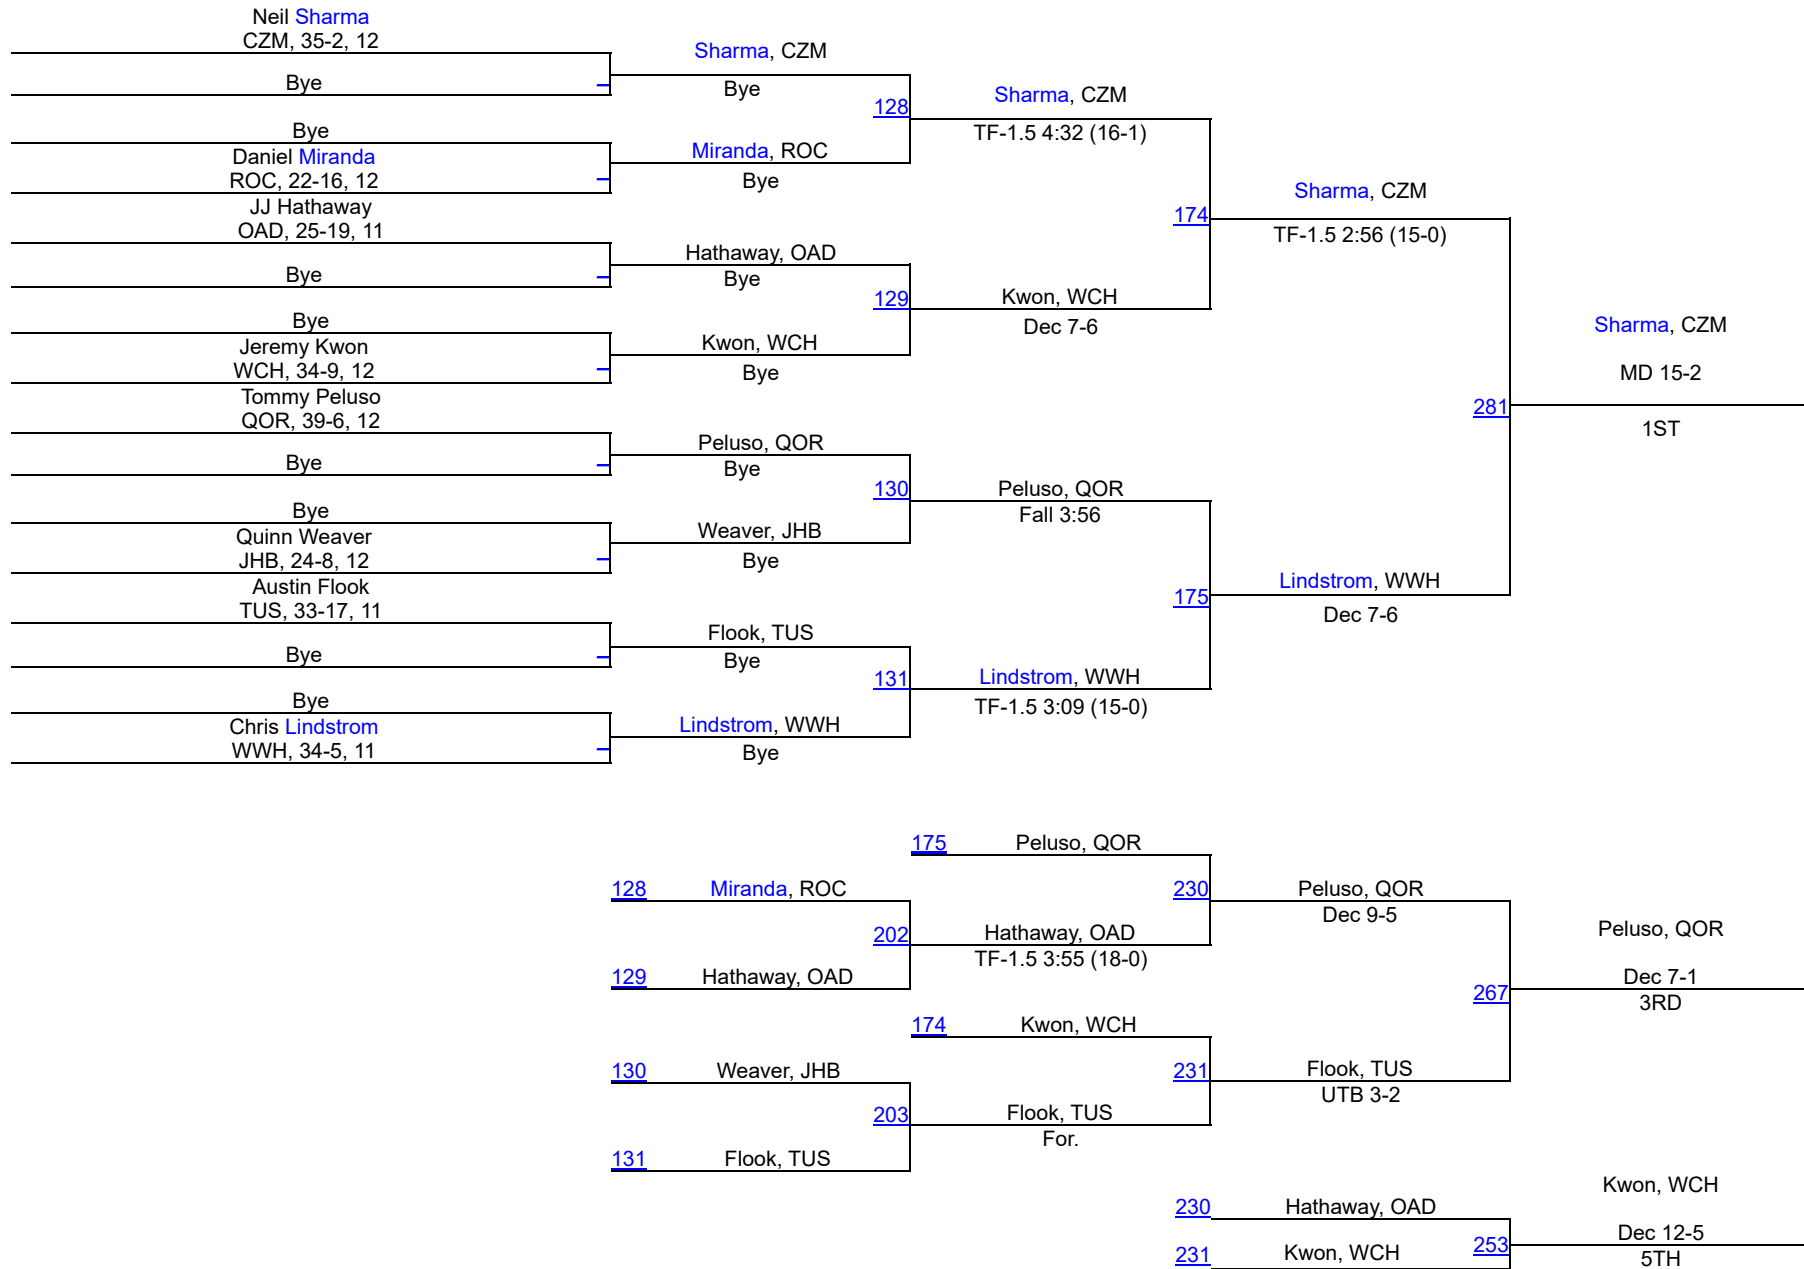 Neil Sharma
CZM, 35-2, 12
Bye
Bye
Daniel Miranda
ROC, 22-16, 12
JJ Hathaway
OAD, 25-19, 11
Bye
Bye
Jeremy Kwon
WCH, 34-9, 12
Tommy Peluso
QOR, 39-6, 12
Bye
Bye
Quinn Weaver
JHB, 24-8, 12
Austin Flook
TUS, 33-17, 11
Bye
Bye
Chris Lindstrom
WWH, 34-5, 11
Sharma, CZM
Bye
128
Miranda, ROC
Bye
Hathaway, OAD
Bye
129
Kwon, WCH
Bye
Peluso, QOR
Bye
130
Weaver, JHB
Bye
Flook, TUS
Bye
131
Lindstrom, WWH
Bye
Sharma, CZM
TF-1.5 4:32 (16-1)
174
Kwon, WCH
Dec 7-6
Peluso, QOR
Fall 3:56
175
Lindstrom, WWH
TF-1.5 3:09 (15-0)
Sharma, CZM
TF-1.5 2:56 (15-0)
281
Lindstrom, WWH
Dec 7-6
Sharma, CZM
MD 15-2
1ST
175 Peluso, QOR
128 Miranda, ROC
202
129 Hathaway, OAD
230
Hathaway, OAD
TF-1.5 3:55 (18-0)
174 Kwon, WCH
130 Weaver, JHB
203
131 Flook, TUS
231
Flook, TUS
For.
Peluso, QOR
Dec 9-5
267
Flook, TUS
UTB 3-2
Peluso, QOR
Dec 7-1
3RD
230 Hathaway, OAD
231 Kwon, WCH
253
Kwon, WCH
Dec 12-5
5TH